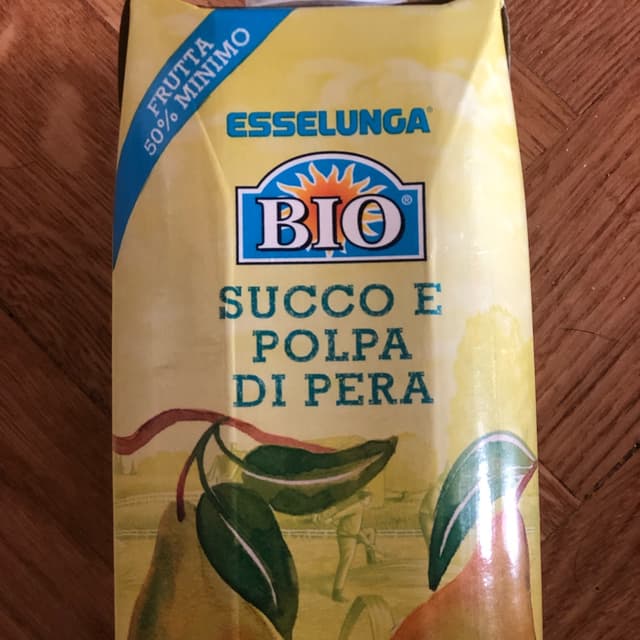 FRUTTA
50% MINIMO
ESSELUNGA®
BIO®
SUCCO E
POLPA
DI PERA